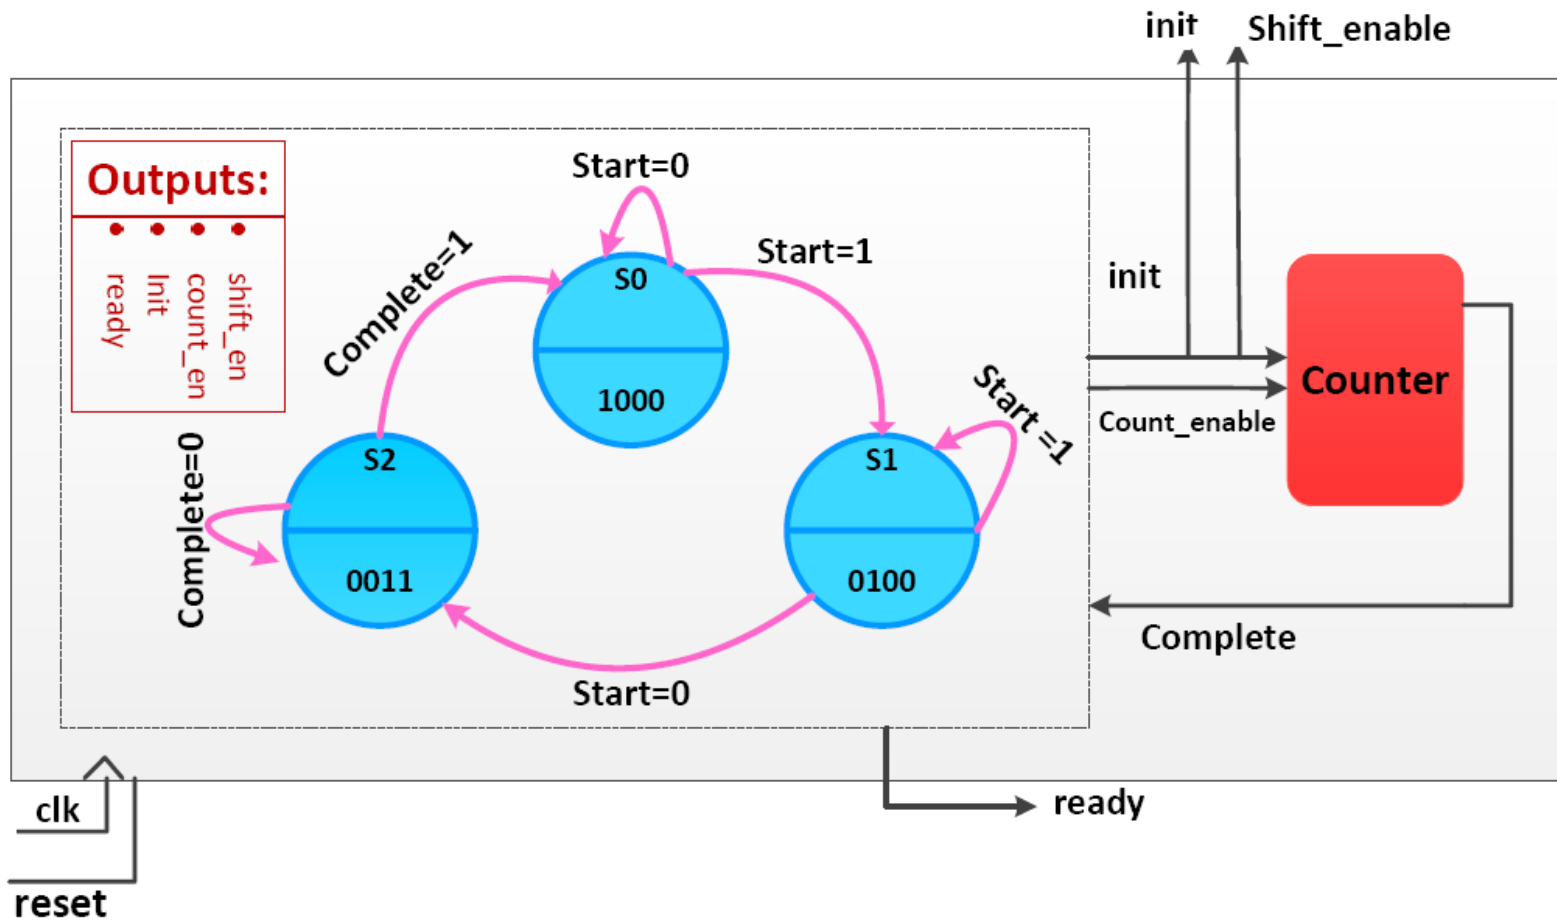 init
Shift_enable
Outputs:
ready
Init
count_en
shift_en
Start=0
Start=1
Complete=1
S0
1000
init
Counter
Count_enable
Start =1
S2
0011
Complete=0
S1
0100
Start=0
Complete
ready
clk
reset